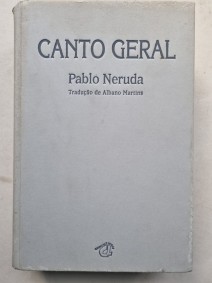 CANTO GERAL
Pablo Neruda
Tradução de Albano Martins